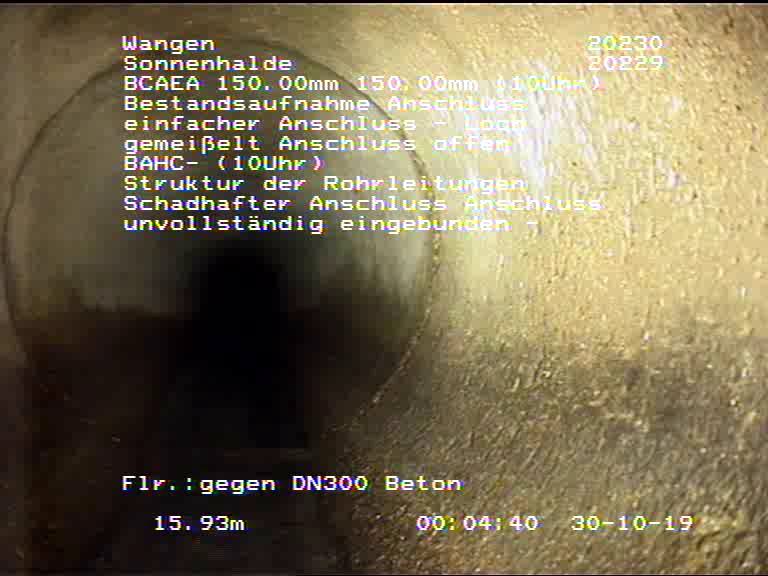 Wangen 20230
Sonnenhalde 20229
BCAEA 150.00mm 150.00mm (10Uhr)
Bestandsaufnahme Anschluss
einfacher Anschluss - Loch
gemeißelt Anschluss offen
BAHC- (10Uhr)
Struktur der Rohrleitungen
Schadhafter Anschluss Anschluss
unvollständig eingebunden -
Flr.:gegen DN300 Beton
15.93m 00:04:40 30-10-19